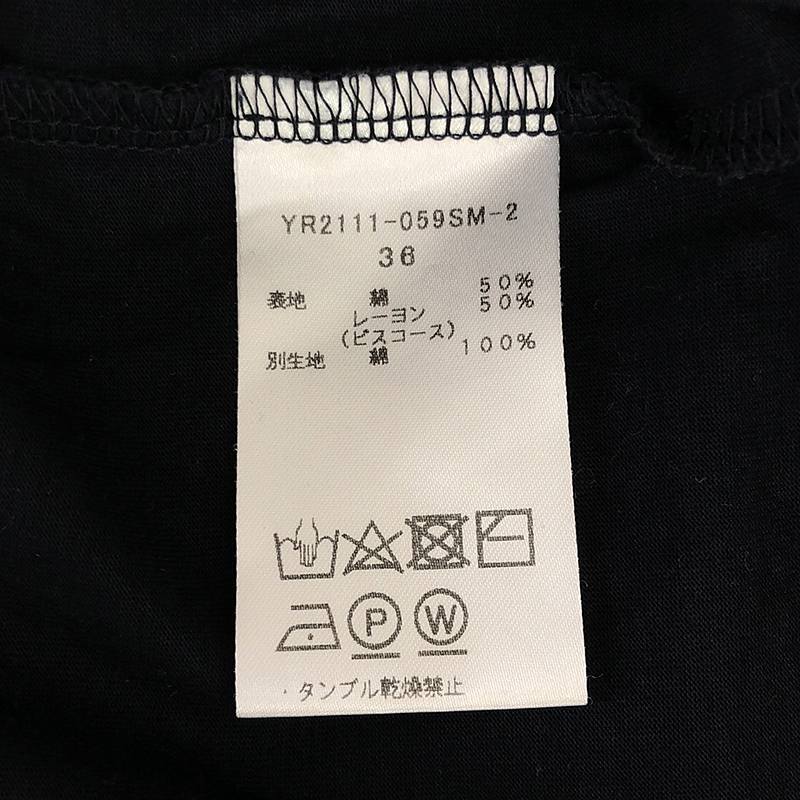 YR2111-059SM-2
36
表地 綿 50%
レーヨン 50%
(ビスコース)
別生地 綿 100%
P W
・タンブル乾燥禁止